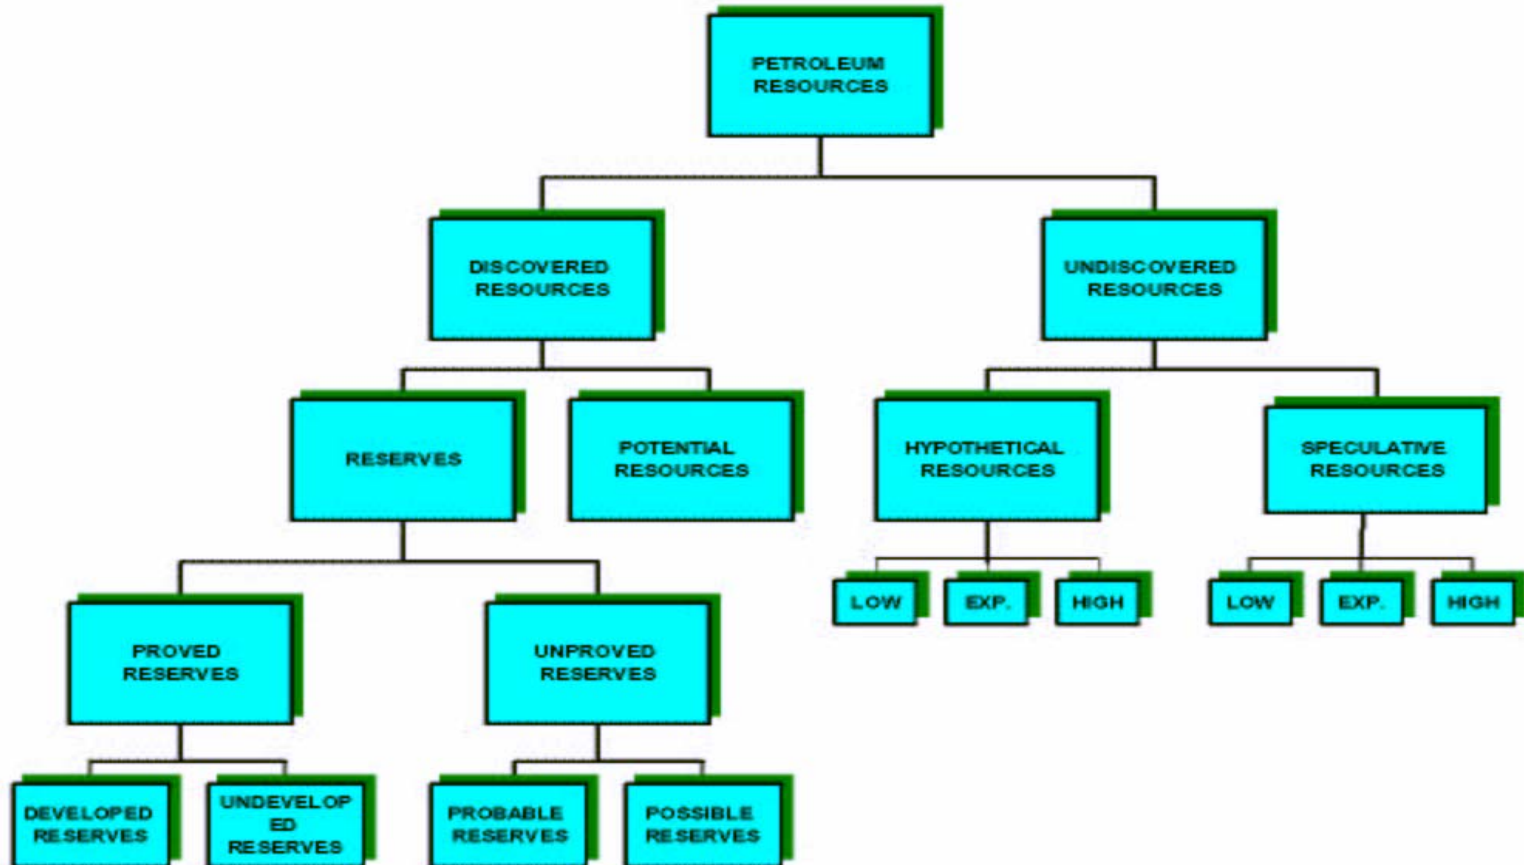 PETROLEUM
RESOURCES
DISCOVERED
RESOURCES
UNDISCOVERED
RESOURCES
RESERVES
POTENTIAL
RESOURCES
HYPOTHETICAL
RESOURCES
SPECULATIVE
RESOURCES
LOW
EXP.
HIGH
LOW
EXP.
HIGH
PROVED
RESERVES
UNPROVED
RESERVES
DEVELOPED
RESERVES
UNDEVELOP
ED
RESERVES
PROBABLE
RESERVES
POSSIBLE
RESERVES